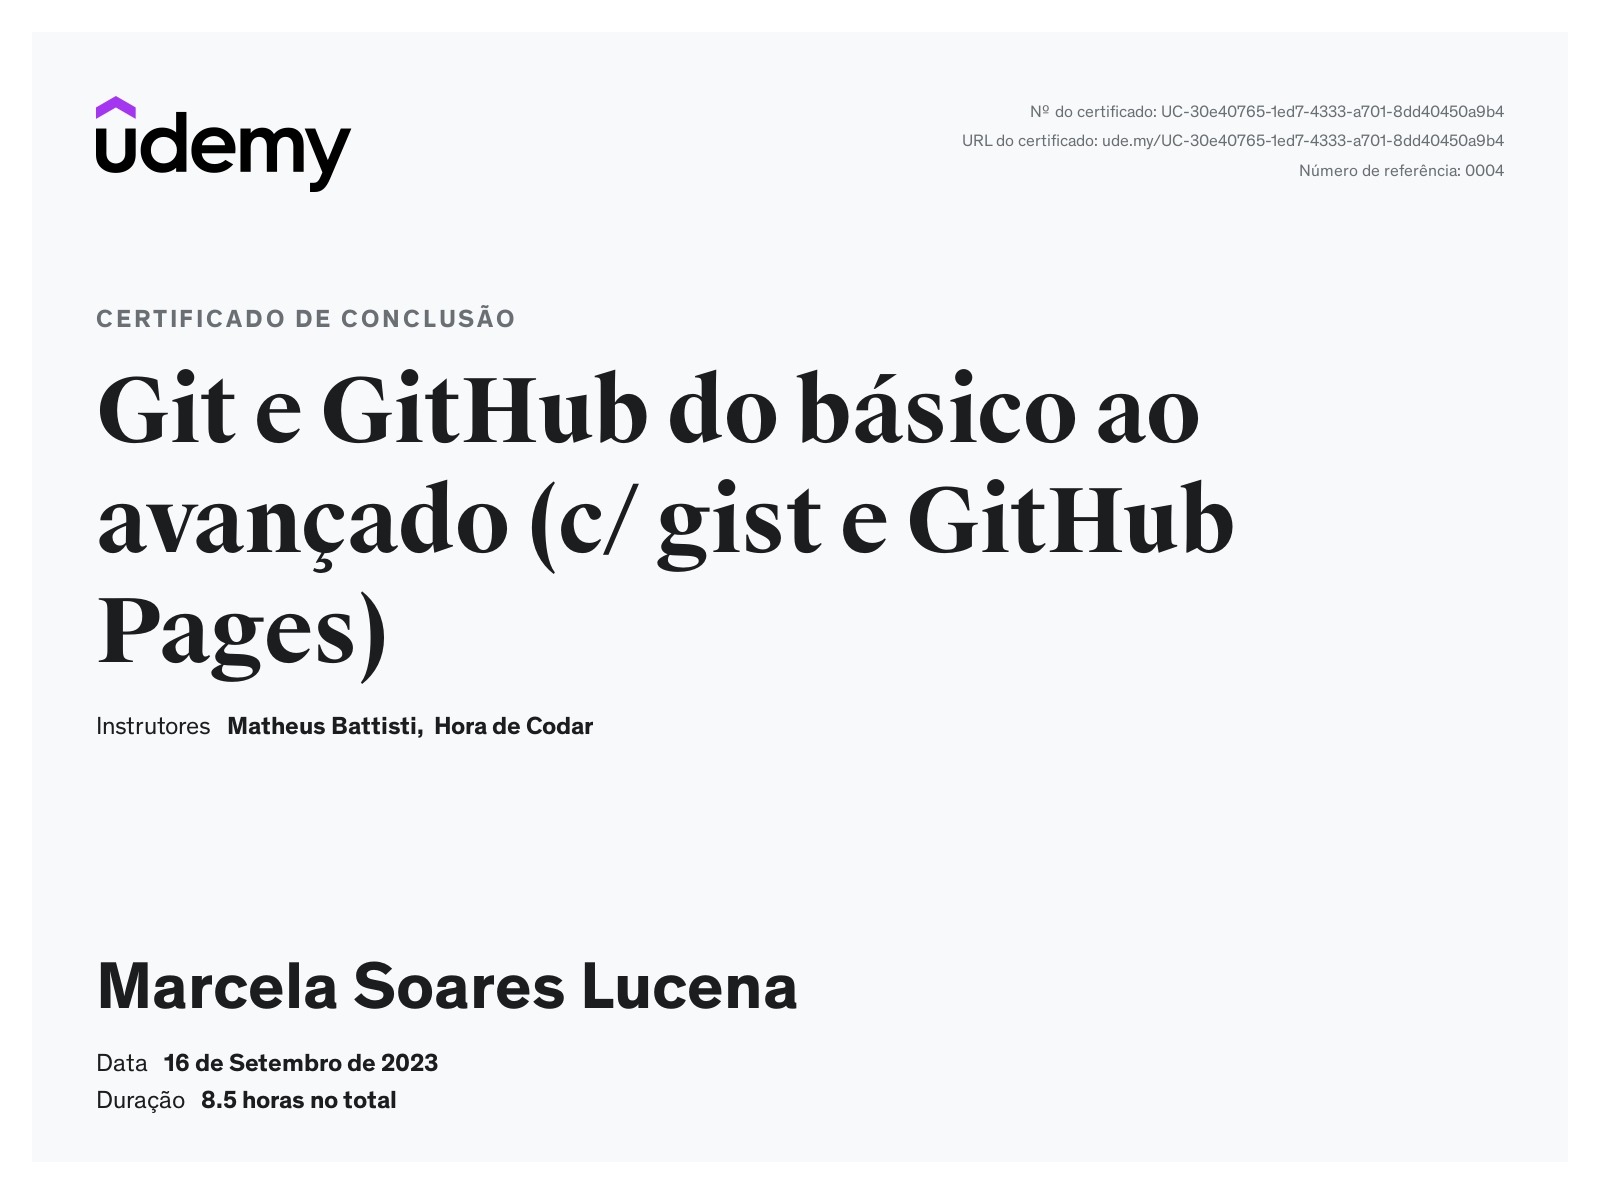 udemy
Nº do certificado: UC-30e40765-1ed7-4333-a701-8dd40450a9b4
URL do certificado: ude.my/UC-30e40765-1ed7-4333-a701-8dd40450a9b4
Número de referência: 0004
CERTIFICADO DE CONCLUSÃO
Git e GitHub do básico ao
avançado (c/ gist e GitHub
Pages)
Instrutores Matheus Battisti, Hora de Codar
Marcela Soares Lucena
Data 16 de Setembro de 2023
Duração 8.5 horas no total